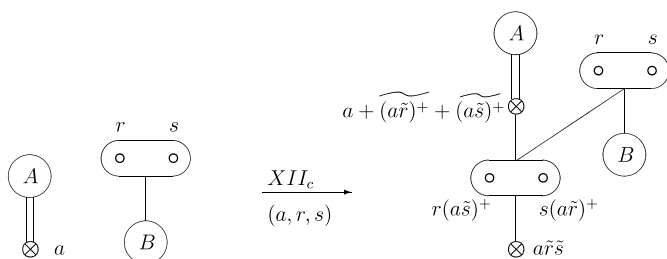 A
r s
a + \widetilde{(a\tilde{r})^+} + \widetilde{(a\tilde{s})^+}
r s
A
B
XII_c
r(a\tilde{s})^+ s(a\tilde{r})^+
(a, r, s)
B
a
a\tilde{r}\tilde{s}